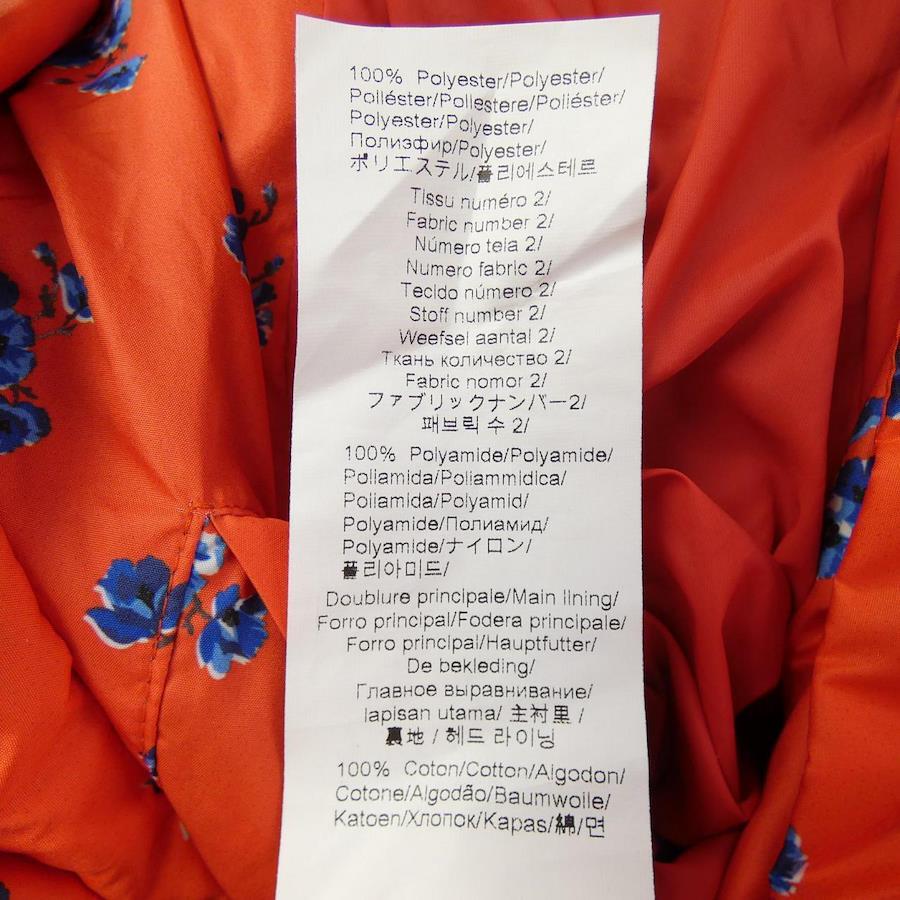 100% Polyester/Polyester/
Poliéster/Poliestere/Poliéster/
Polyester/Polyester/
Полиэфир/Polyester/
ポリエステル/폴리에스테르
Tissu numéro 2/
Fabric number 2/
Número tela 2/
Numero fabric 2/
Tecido número 2/
Stoff number 2/
Weefsel aantal 2/
Ткань количество 2/
Fabric nomor 2/
ファブリックナンバー2/
패브릭 수 2/
100% Polyamide/Polyamide/
Poliamida/Poliammidica/
Poliamida/Polyamid/
Polyamide/Полиамид/
Polyamide/ナイロン/
폴리아미드/
Doublure principale/Main lining/
Forro principal/Fodera principale/
Forro principal/Hauptfutter/
De bekleding/
Главное выравнивание/
lapisan utama/ 主衬里 /
裏地 / 헤드 라이닝
100% Coton/Cotton/Algodon/
Cotone/Algodão/Baumwolle/
Katoen/Хлопок/Kapas/綿/면